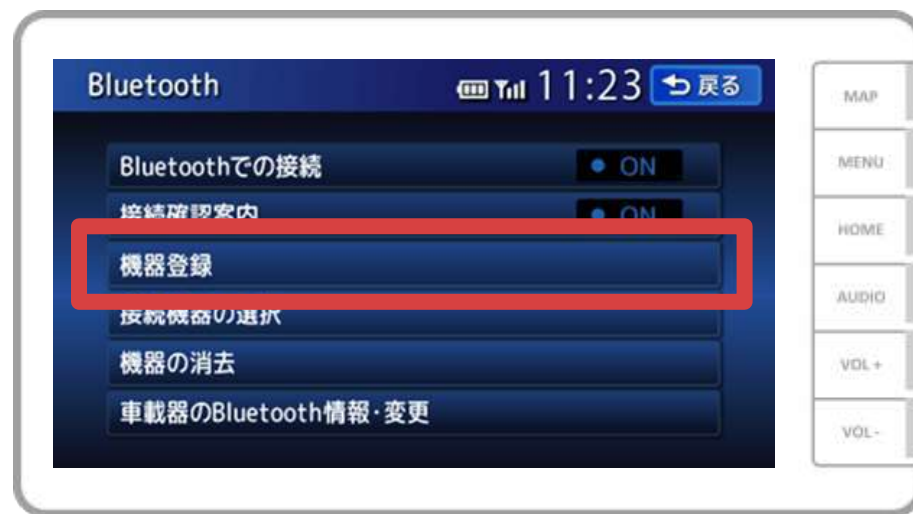 Bluetooth 11:23 戻る
Bluetoothでの接続 ON
接続確認案内 ON
機器登録
接続機器の選択
機器の消去
車載器のBluetooth情報・変更
MAP
MENU
HOME
AUDIO
VOL+
VOL-